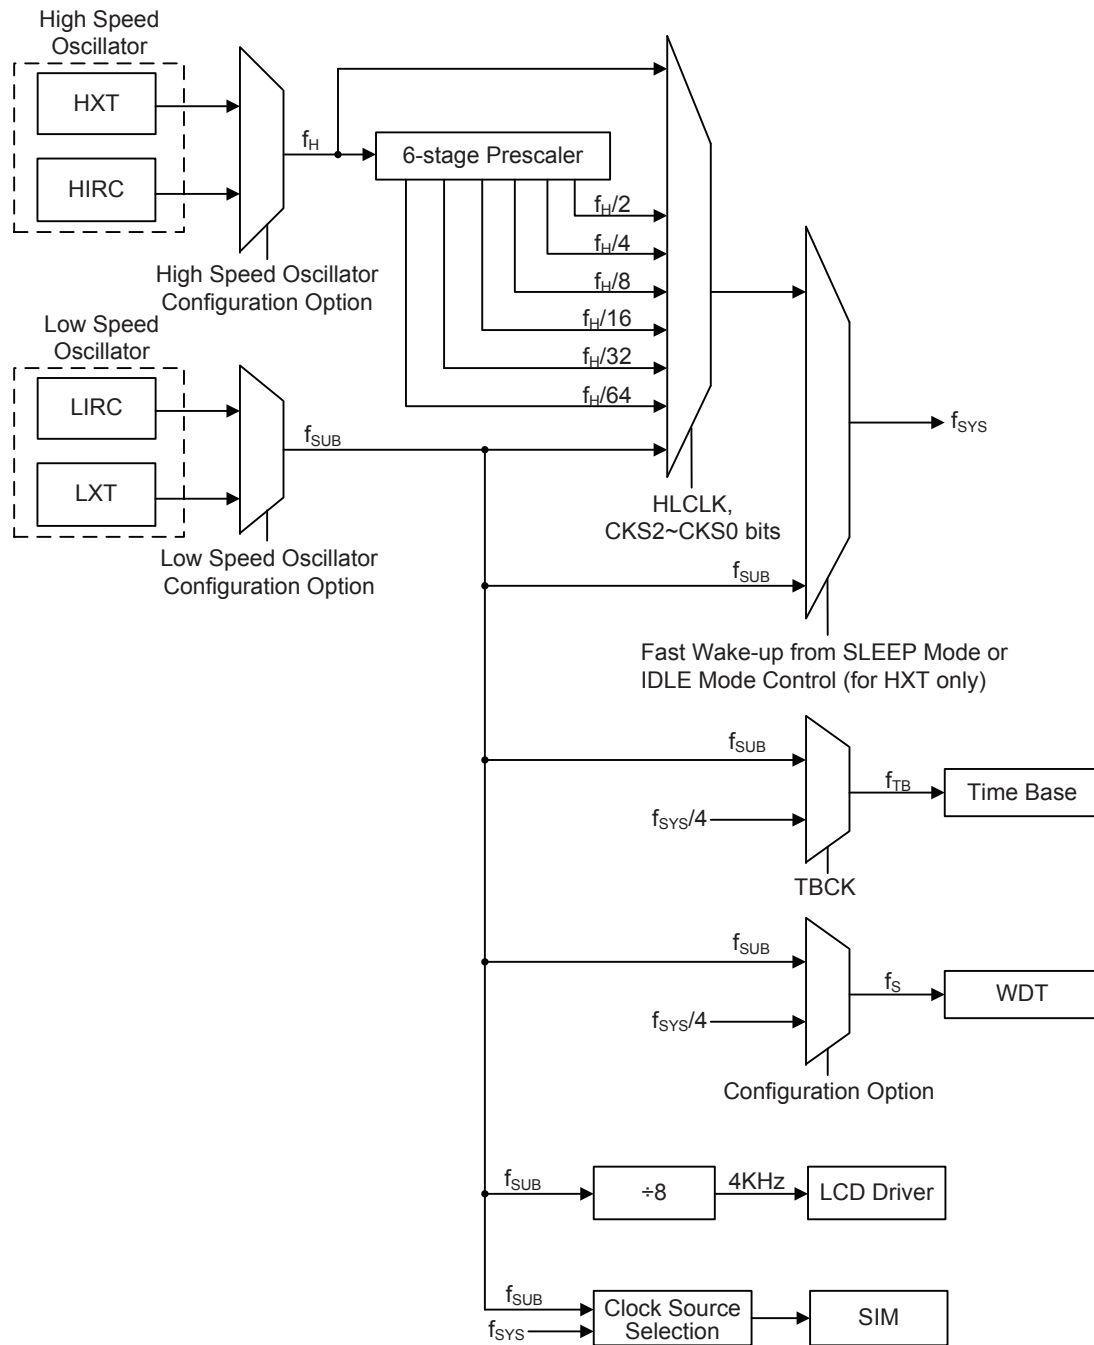 High Speed
Oscillator
HXT
HIRC
f_H
6-stage Prescaler
f_H/2
f_H/4
f_H/8
f_H/16
f_H/32
f_H/64
High Speed Oscillator
Configuration Option
Low Speed
Oscillator
LIRC
LXT
f_SUB
f_SYS
HLCLK,
CKS2~CKS0 bits
Low Speed Oscillator
Configuration Option
f_SUB
Fast Wake-up from SLEEP Mode or
IDLE Mode Control (for HXT only)
f_SUB
f_SYS/4
f_TB
Time Base
TBCK
f_SUB
f_SYS/4
f_S
WDT
Configuration Option
f_SUB
÷8
4KHz
LCD Driver
f_SUB
f_SYS
Clock Source
Selection
SIM